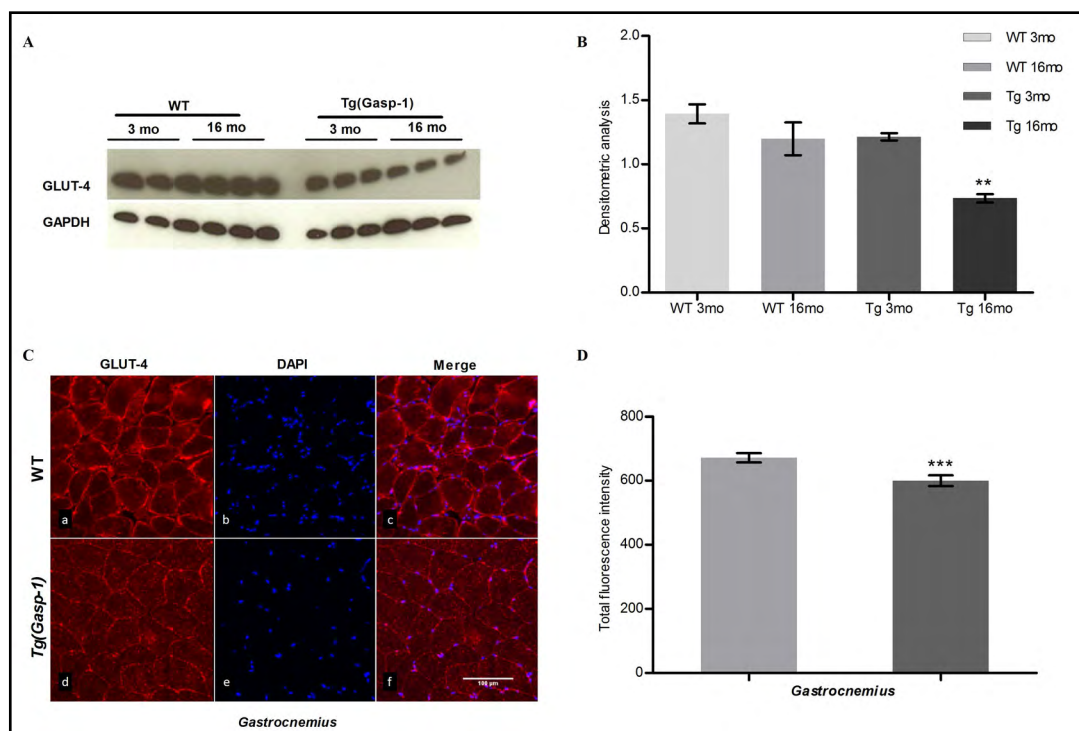 A
WT
Tg(Gasp-1)
3 mo
16 mo
3 mo
16 mo
GLUT-4
GAPDH
B
2.0
1.5
1.0
0.5
0.0
Densitometric analysis
**
WT 3mo
WT 16mo
Tg 3mo
Tg 16mo
WT 3mo
WT 16mo
Tg 3mo
Tg 16mo
C
GLUT-4
DAPI
Merge
WT
a
b
c
Tg(Gasp-1)
d
e
f
100 µm
Gastrocnemius
D
800
600
400
200
0
Total fluorescence intensity
***
Gastrocnemius